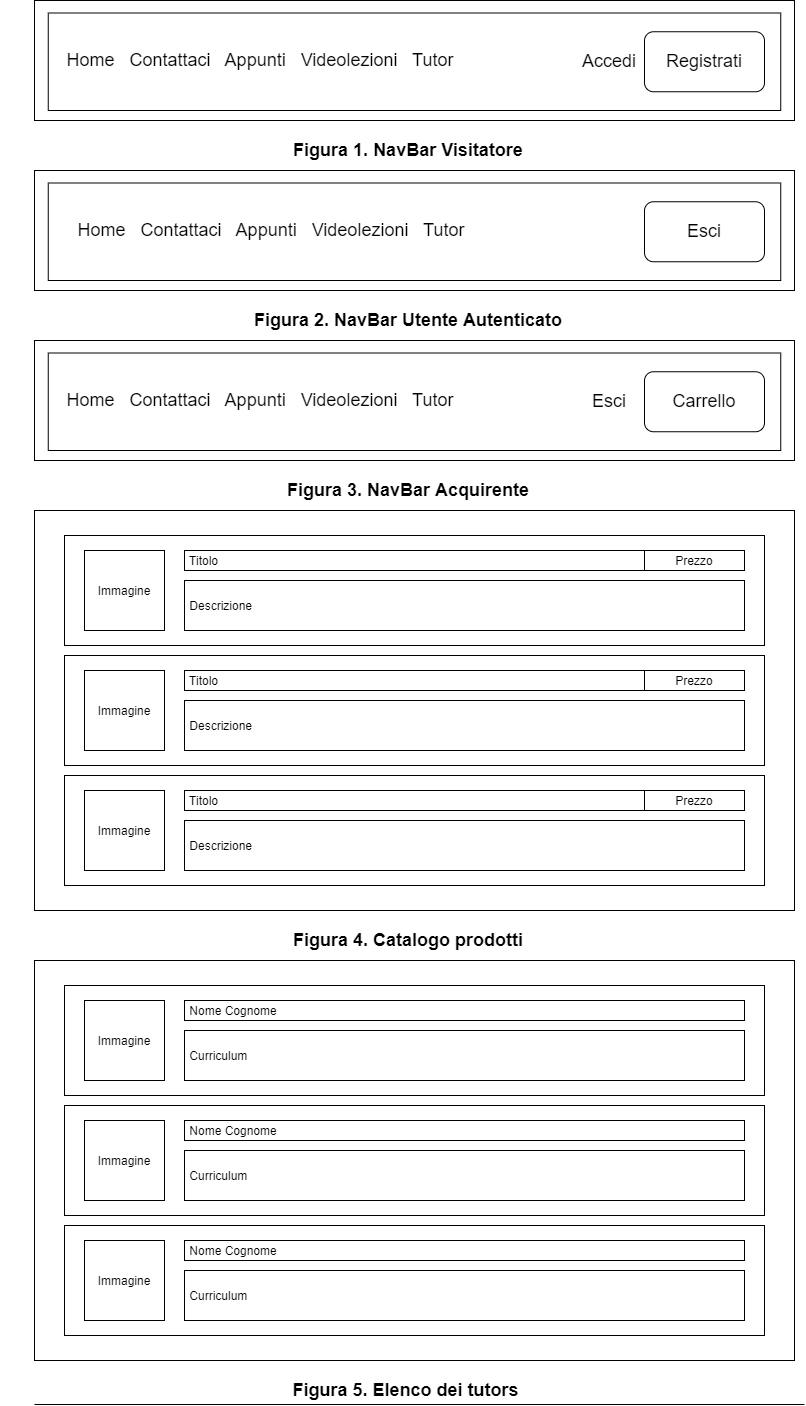 Home Contattaci Appunti Videolezioni Tutor Accedi Registrati
Figura 1. NavBar Visitatore
Home Contattaci Appunti Videolezioni Tutor Esci
Figura 2. NavBar Utente Autenticato
Home Contattaci Appunti Videolezioni Tutor Esci Carrello
Figura 3. NavBar Acquirente
Titolo Prezzo
Immagine
Descrizione
Titolo Prezzo
Immagine
Descrizione
Titolo Prezzo
Immagine
Descrizione
Figura 4. Catalogo prodotti
Nome Cognome
Immagine
Curriculum
Nome Cognome
Immagine
Curriculum
Nome Cognome
Immagine
Curriculum
Figura 5. Elenco dei tutors